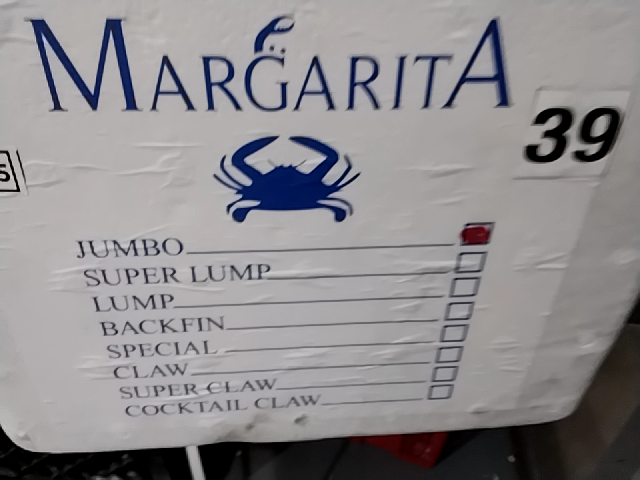 MARGARITA
39
S
JUMBO
SUPER LUMP
LUMP
BACKFIN
SPECIAL
CLAW
SUPER CLAW
COCKTAIL CLAW